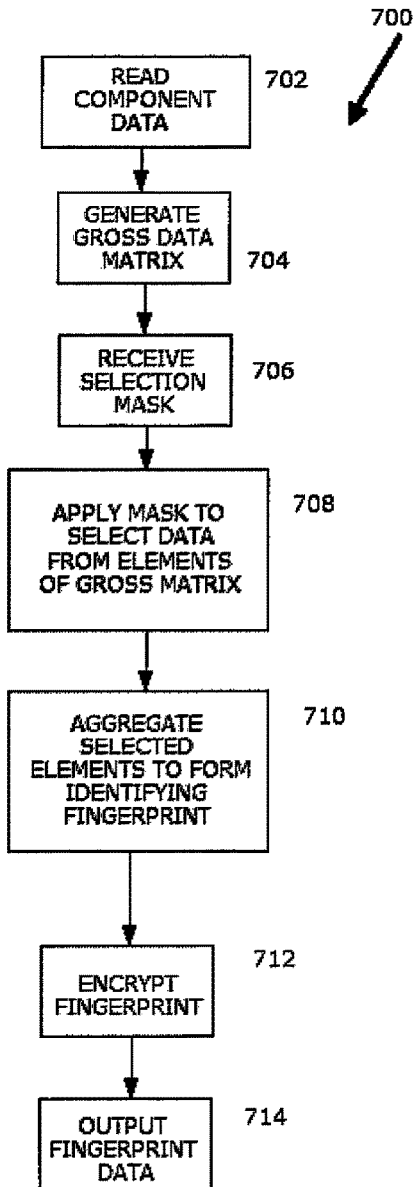 700
READ
COMPONENT
DATA
702
GENERATE
GROSS DATA
MATRIX
704
RECEIVE
SELECTION
MASK
706
APPLY MASK TO
SELECT DATA
FROM ELEMENTS
OF GROSS MATRIX
708
AGGREGATE
SELECTED
ELEMENTS TO FORM
IDENTIFYING
FINGERPRINT
710
ENCRYPT
FINGERPRINT
712
OUTPUT
FINGERPRINT
DATA
714